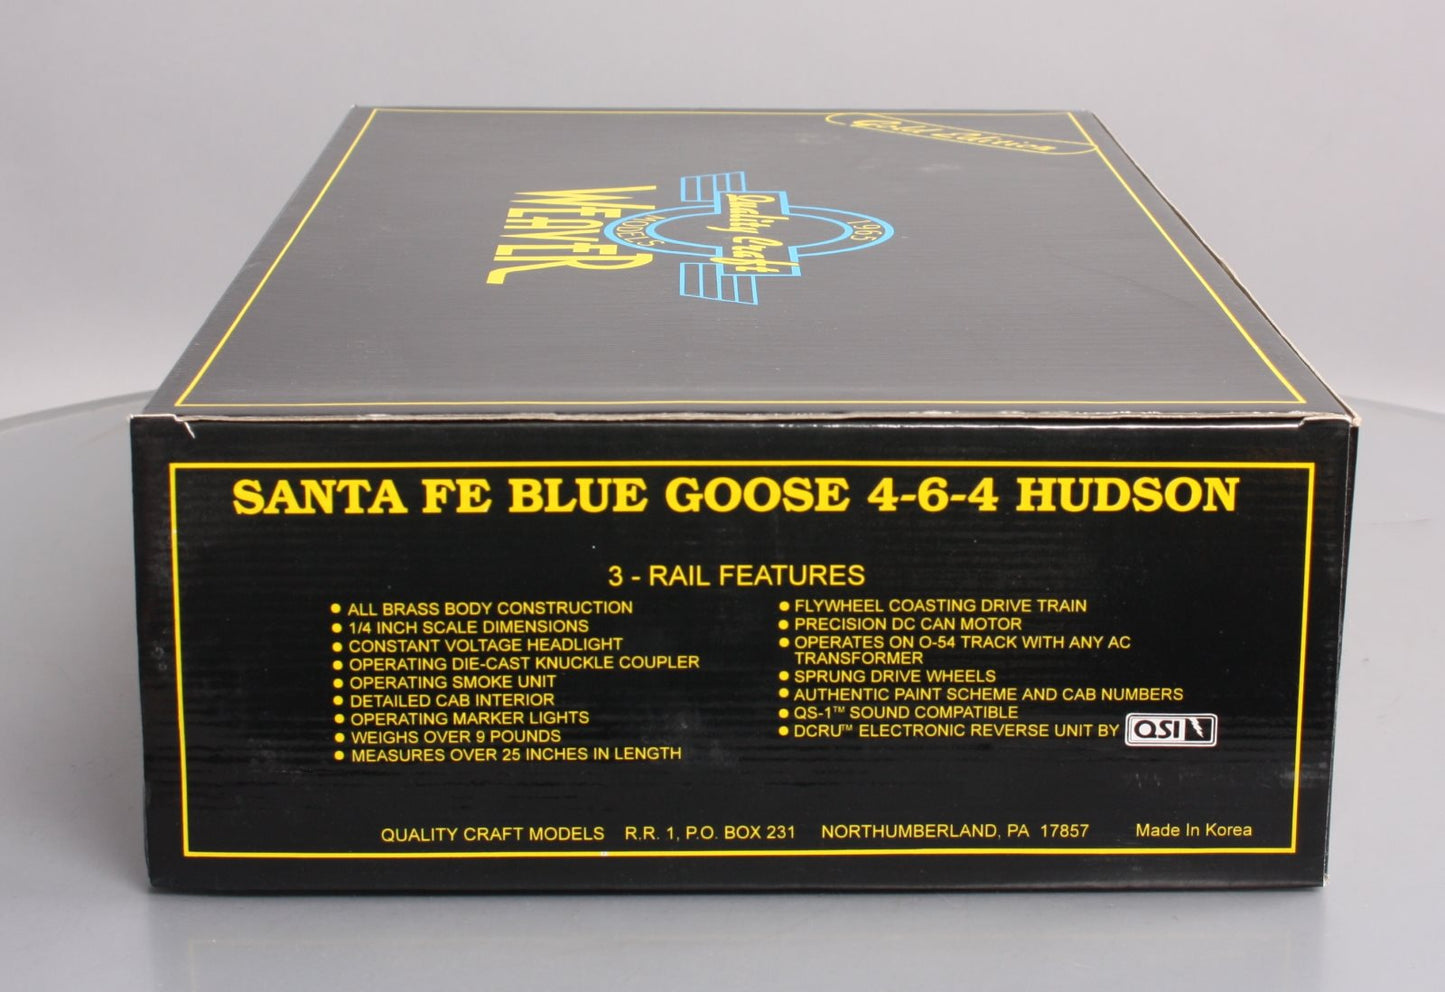 Gold Edition
WEAVER
MODELS
Quality Craft
1965
SANTA FE BLUE GOOSE 4-6-4 HUDSON
3 - RAIL FEATURES
● ALL BRASS BODY CONSTRUCTION
● 1/4 INCH SCALE DIMENSIONS
● CONSTANT VOLTAGE HEADLIGHT
● OPERATING DIE-CAST KNUCKLE COUPLER
● OPERATING SMOKE UNIT
● DETAILED CAB INTERIOR
● OPERATING MARKER LIGHTS
● WEIGHS OVER 9 POUNDS
● MEASURES OVER 25 INCHES IN LENGTH
● FLYWHEEL COASTING DRIVE TRAIN
● PRECISION DC CAN MOTOR
● OPERATES ON O-54 TRACK WITH ANY AC
TRANSFORMER
● SPRUNG DRIVE WHEELS
● AUTHENTIC PAINT SCHEME AND CAB NUMBERS
● QS-1™ SOUND COMPATIBLE
● DCRU™ ELECTRONIC REVERSE UNIT BY QSI
QUALITY CRAFT MODELS R.R. 1, P.O. BOX 231 NORTHUMBERLAND, PA 17857 Made In Korea